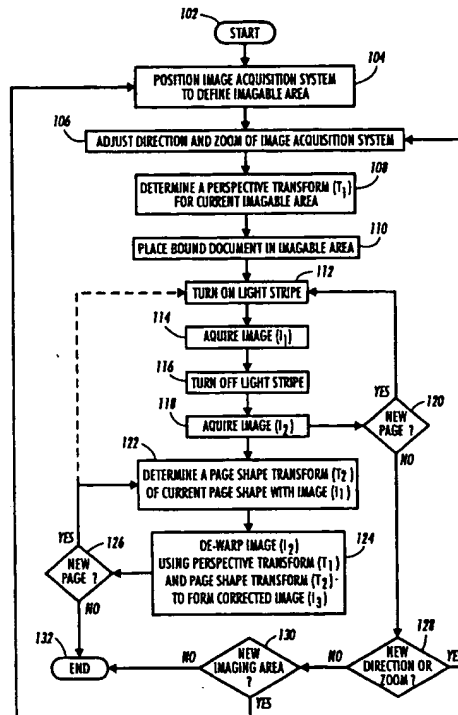 102
START
104
POSITION IMAGE ACQUISITION SYSTEM
TO DEFINE IMAGABLE AREA
106
ADJUST DIRECTION AND ZOOM OF IMAGE ACQUISITION SYSTEM
108
DETERMINE A PERSPECTIVE TRANSFORM (T1)
FOR CURRENT IMAGABLE AREA
110
PLACE BOUND DOCUMENT IN IMAGABLE AREA
112
TURN ON LIGHT STRIPE
114
AQUIRE IMAGE (I1)
116
TURN OFF LIGHT STRIPE
118
AQUIRE IMAGE (I2)
YES
120
NEW
PAGE ?
NO
122
DETERMINE A PAGE SHAPE TRANSFORM (T2)
OF CURRENT PAGE SHAPE WITH IMAGE (I1)
YES
126
NEW
PAGE ?
NO
DE-WARP IMAGE (I2)
USING PERSPECTIVE TRANSFORM (T1)
AND PAGE SHAPE TRANSFORM (T2)-
TO FORM CORRECTED IMAGE (I3)
124
132
END
NO
130
NEW
IMAGING AREA
?
YES
NO
128
NEW
DIRECTION OR
ZOOM ?
YES